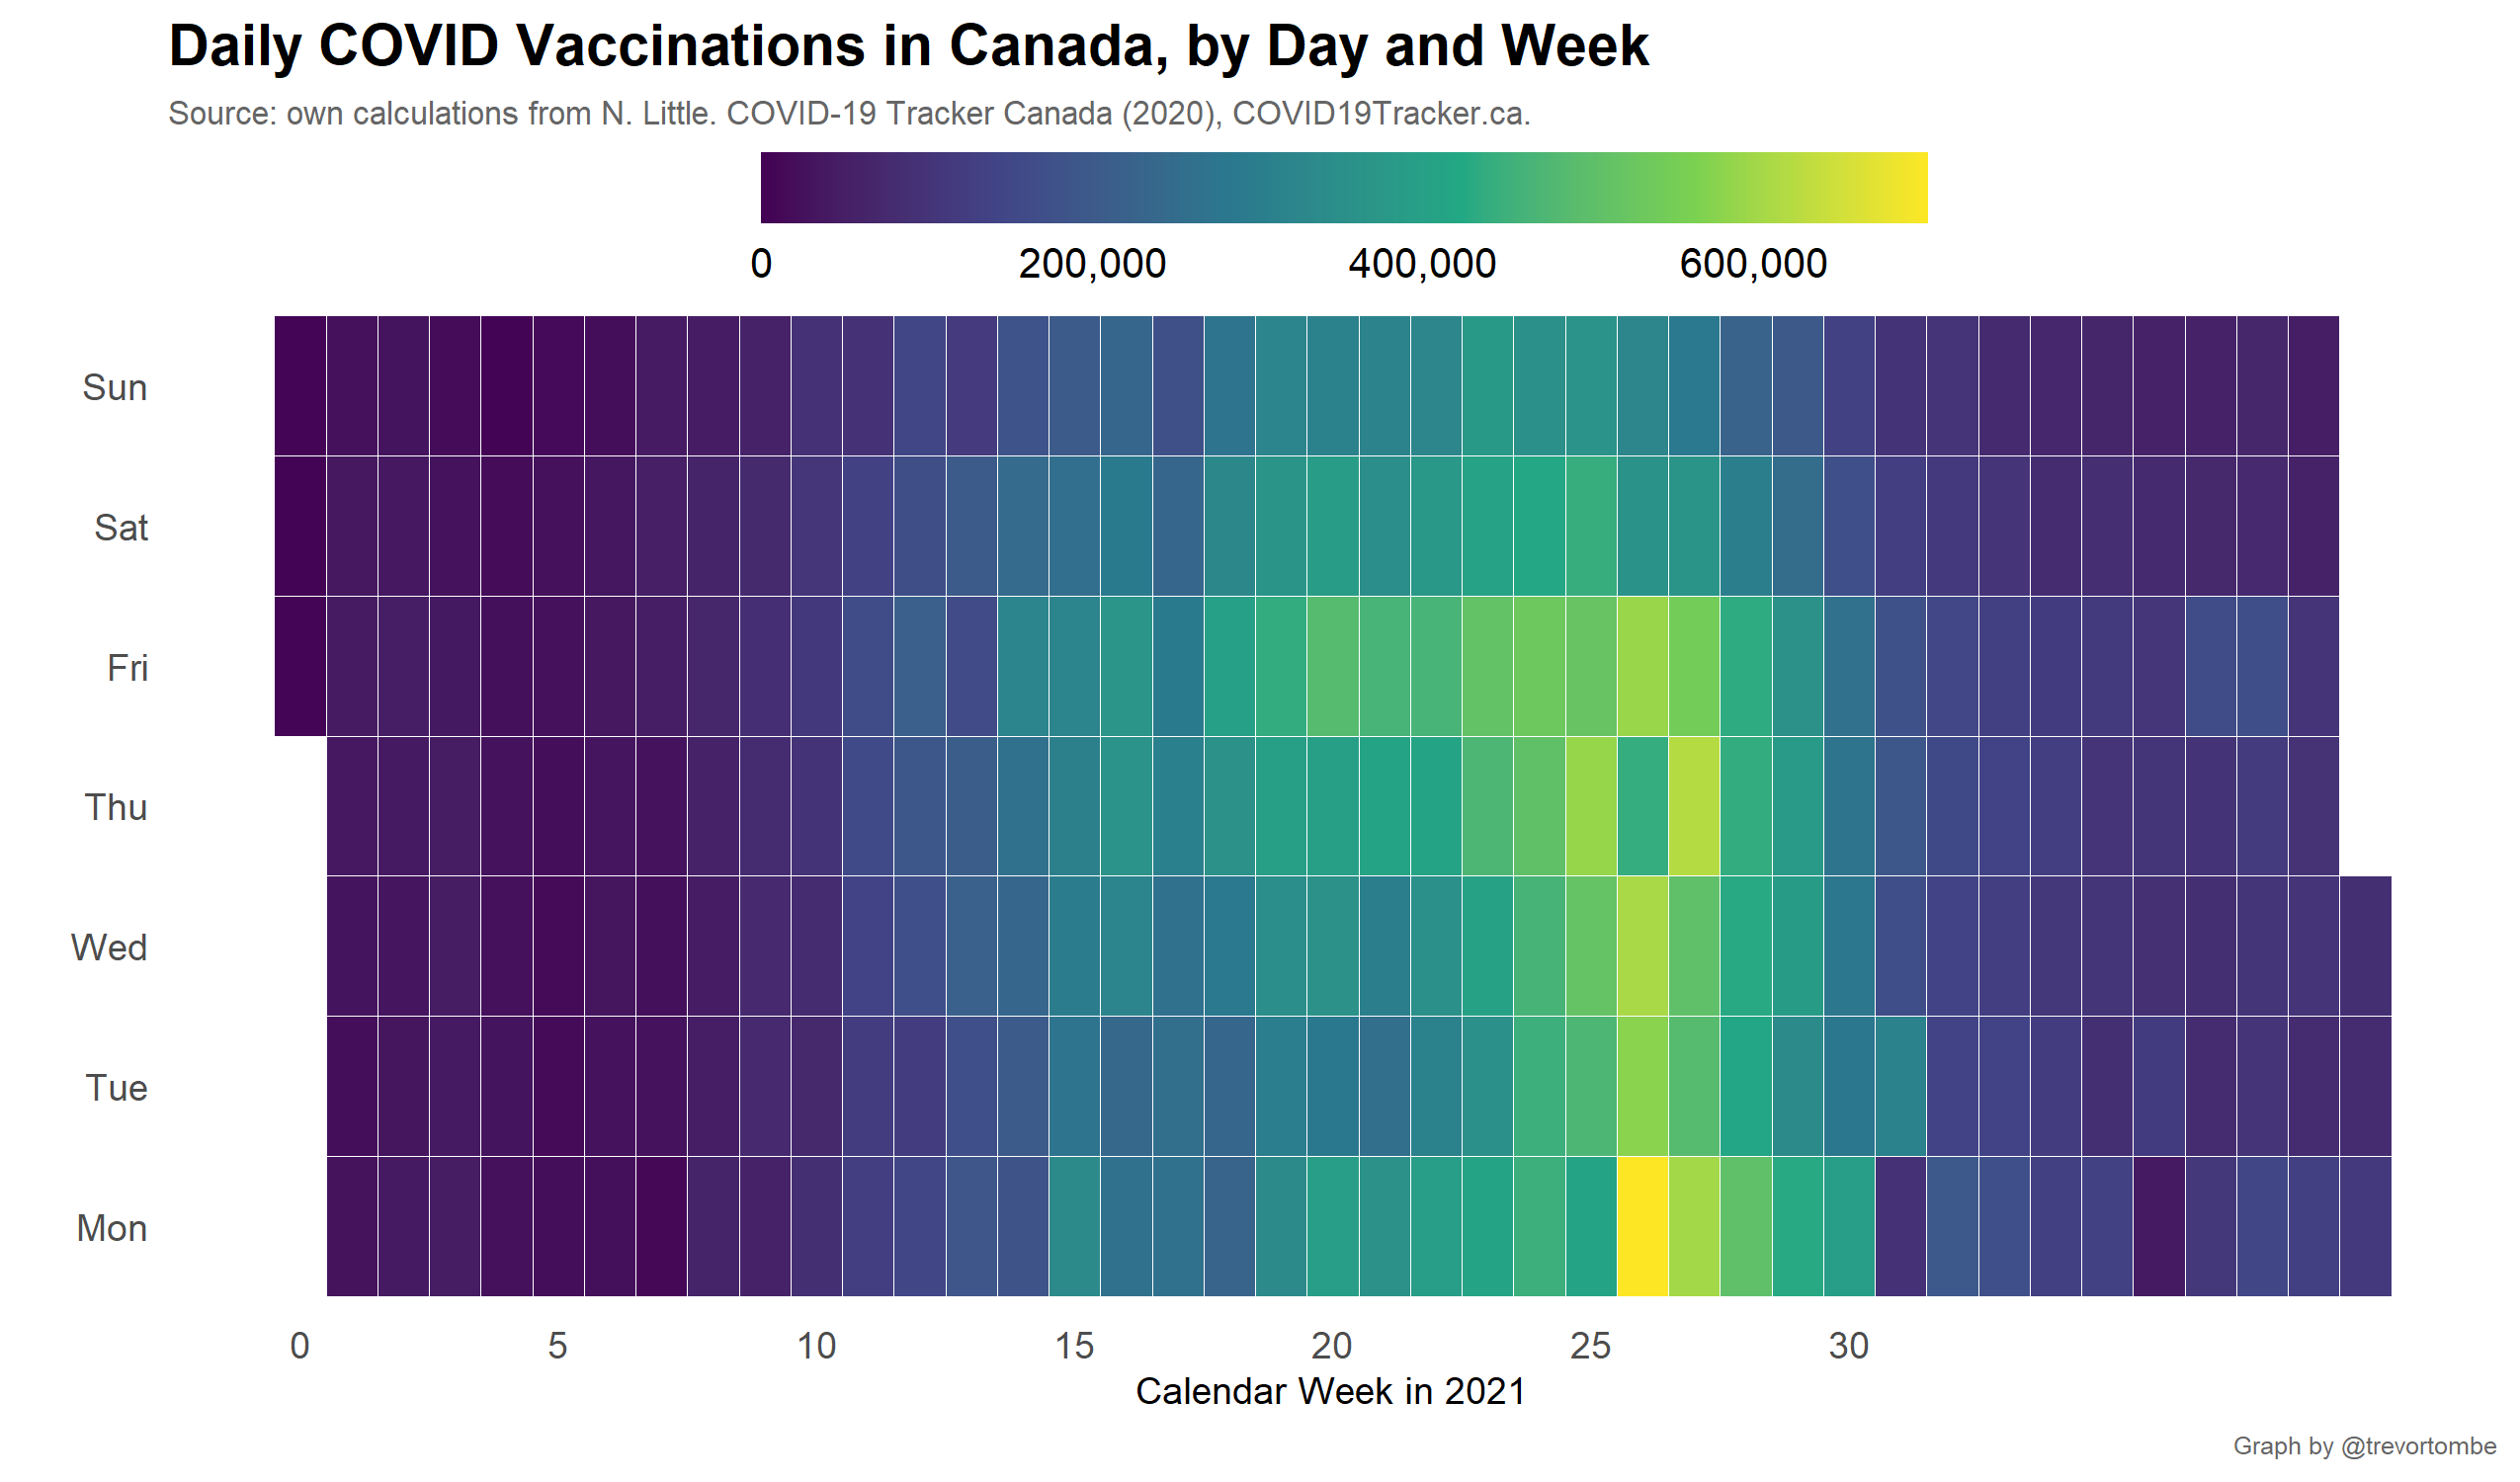 Daily COVID Vaccinations in Canada, by Day and Week
Source: own calculations from N. Little. COVID-19 Tracker Canada (2020), COVID19Tracker.ca.
0 200,000 400,000 600,000
Sun
Sat
Fri
Thu
Wed
Tue
Mon
0 5 10 15 20 25 30
Calendar Week in 2021
Graph by @trevortombe